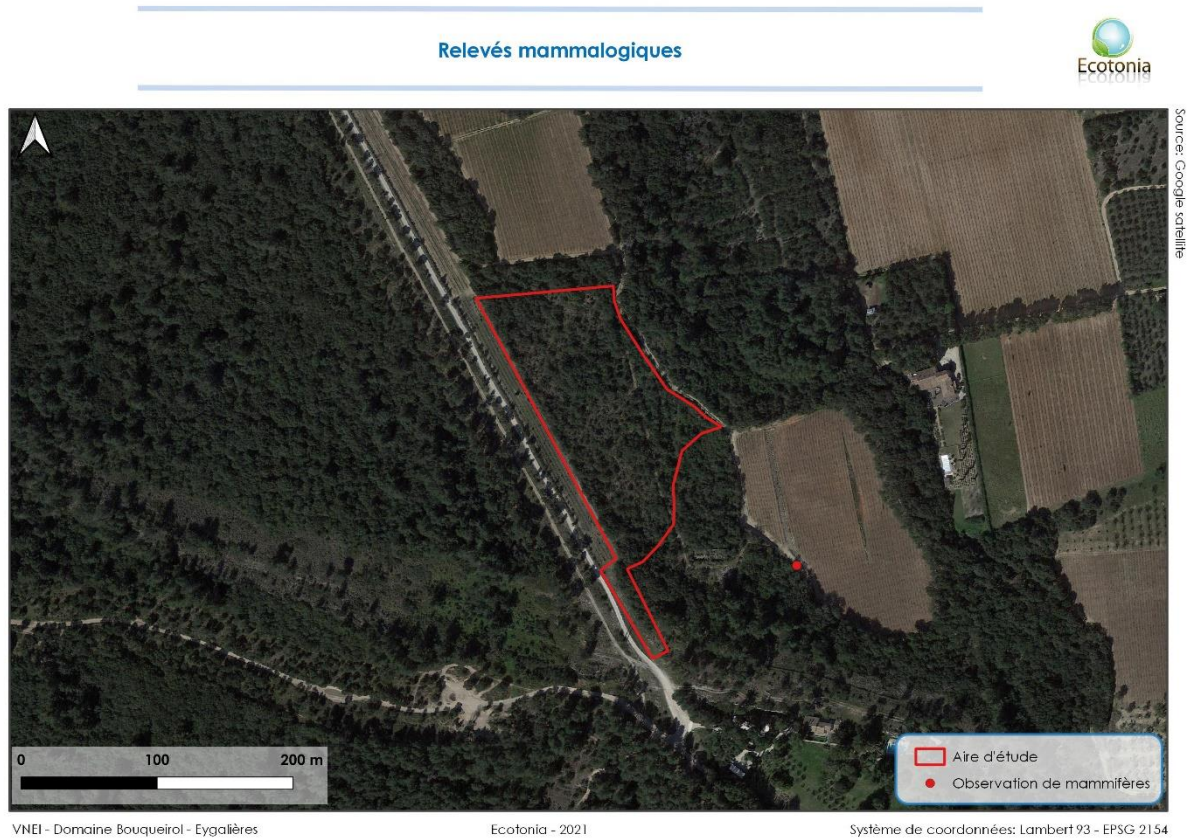 Relevés mammalogiques
Ecotonia
Source: Google satellite
0 100 200 m
Aire d'étude
Observation de mammifères
VNEI - Domaine Bouqueirol - Eygalières
Ecotonia - 2021
Système de coordonnées: Lambert 93 - EPSG 2154